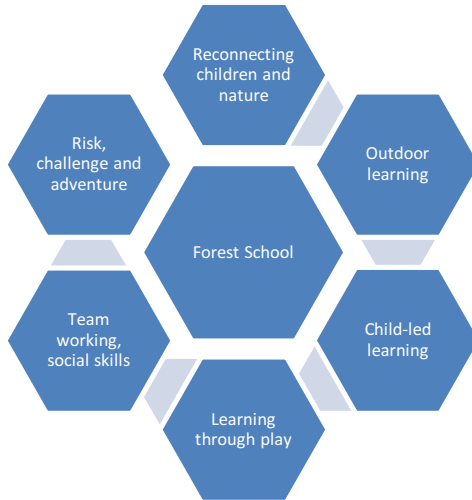 Reconnecting
children and
nature
Outdoor
learning
Child-led
learning
Learning
through play
Team
working,
social skills
Risk,
challenge and
adventure
Forest School